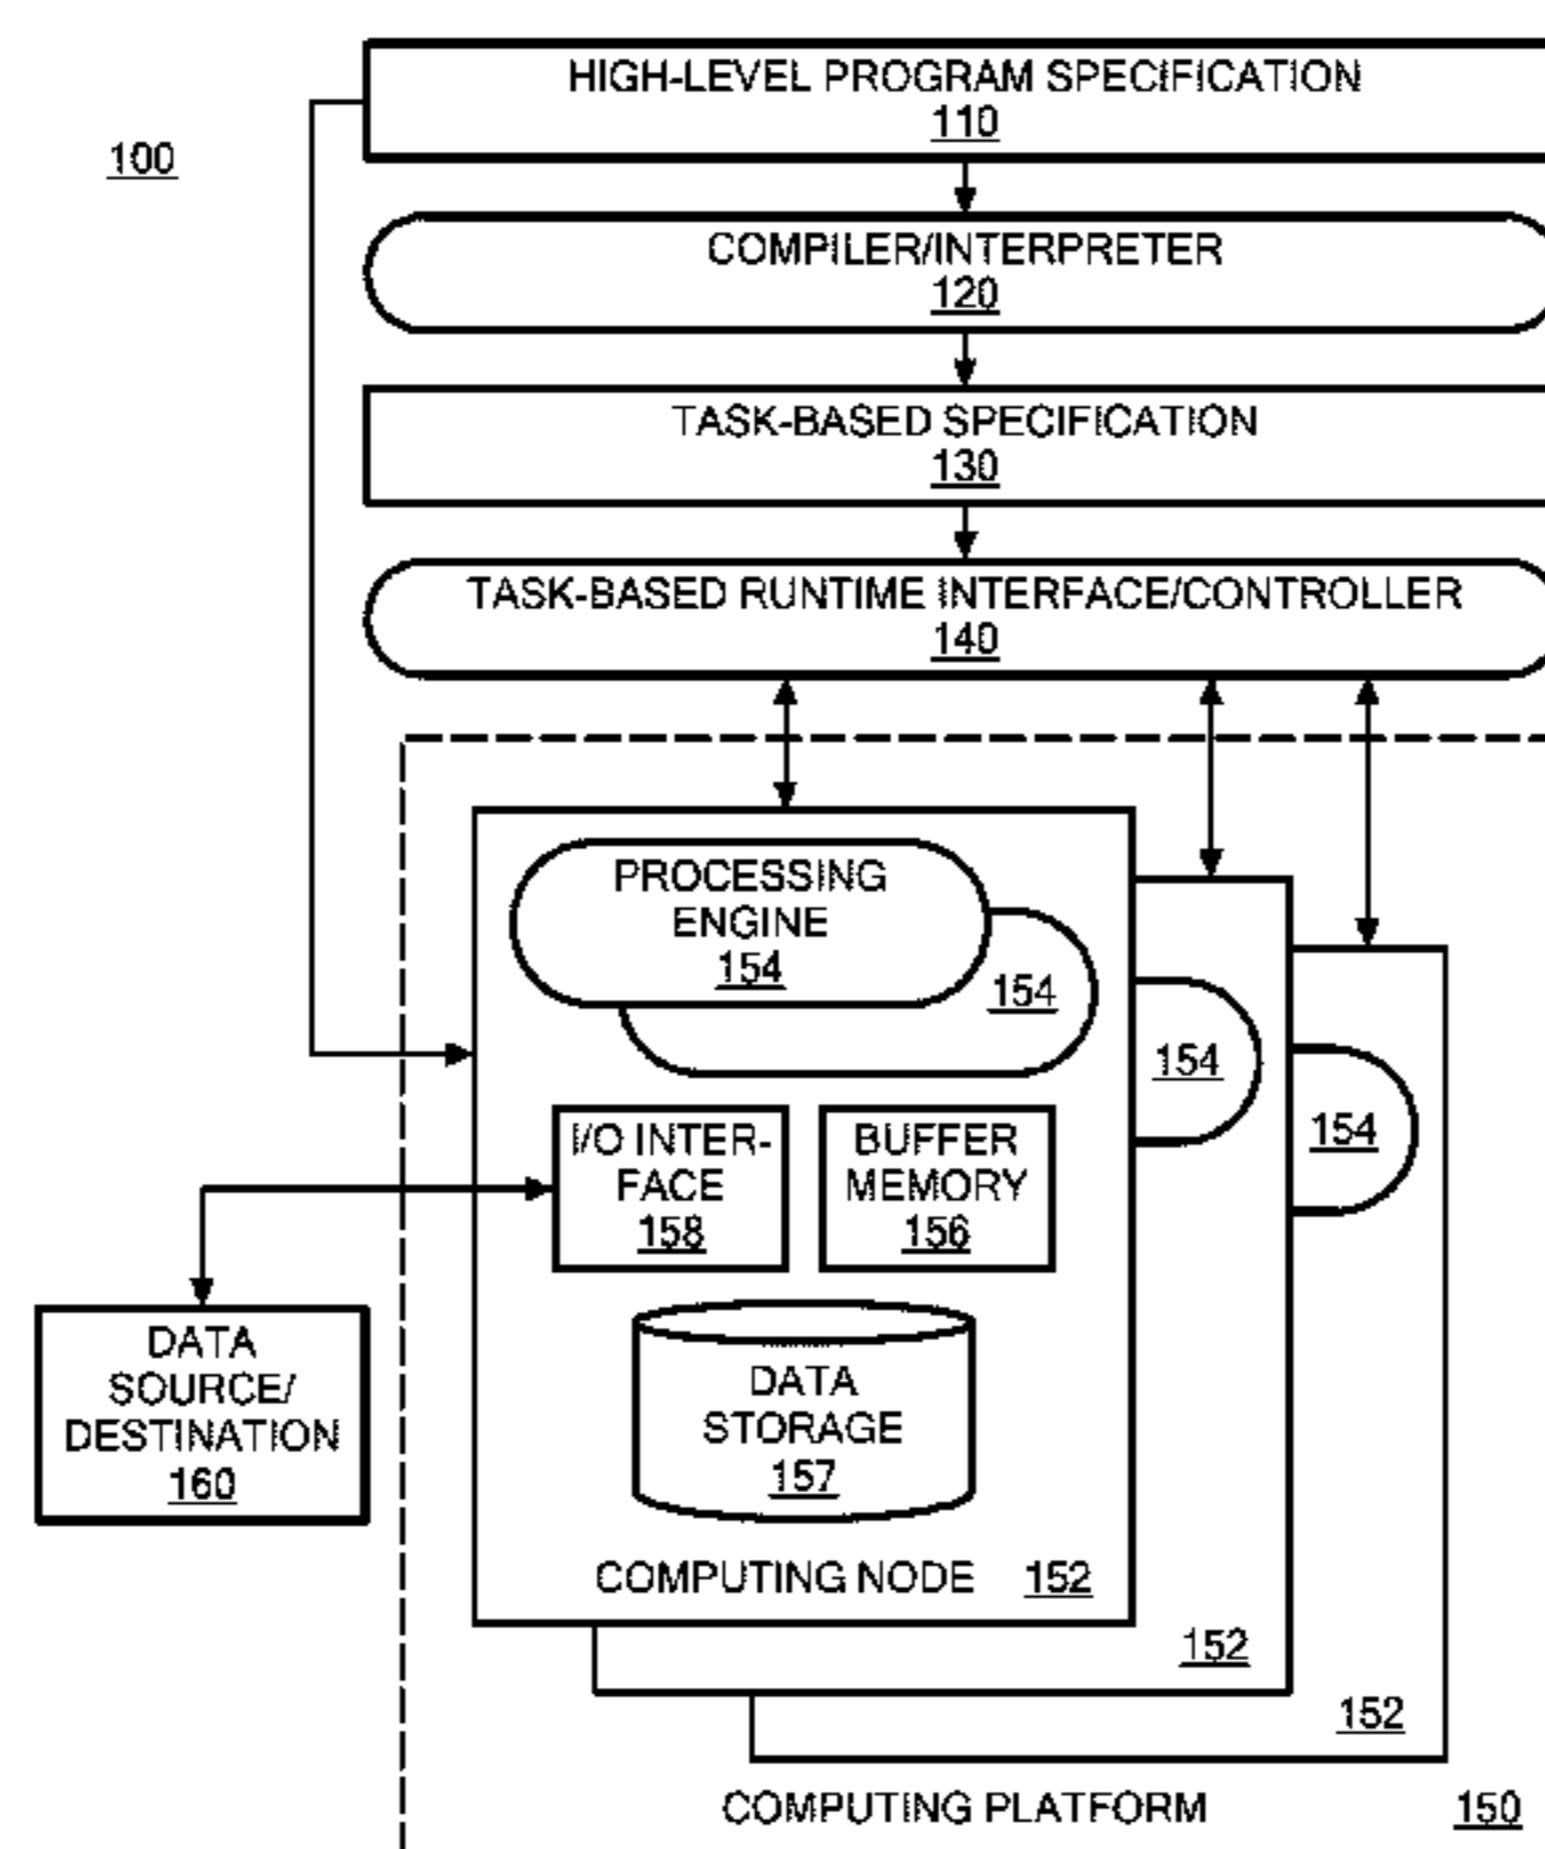 HIGH-LEVEL PROGRAM SPECIFICATION
110
100
COMPILER/INTERPRETER
120
TASK-BASED SPECIFICATION
130
TASK-BASED RUNTIME INTERFACE/CONTROLLER
140
PROCESSING
ENGINE
154
154
154
154
I/O INTER-
FACE
158
BUFFER
MEMORY
156
DATA
SOURCE/
DESTINATION
160
DATA
STORAGE
157
COMPUTING NODE 152
152
152
COMPUTING PLATFORM 150